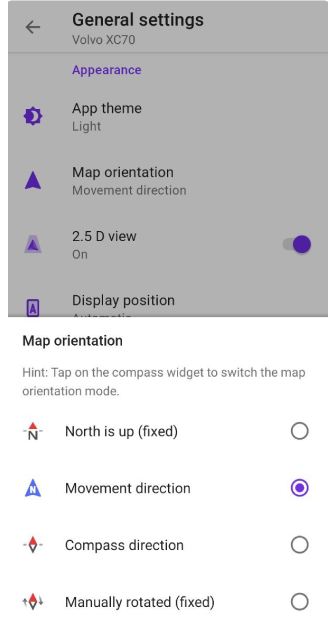 General settings
Volvo XC70
Appearance
App theme
Light
Map orientation
Movement direction
2.5 D view
On
A
Display position
Automatic
Map orientation
Hint: Tap on the compass widget to switch the map
orientation mode.
N
North is up (fixed)
N
Movement direction
Compass direction
Manually rotated (fixed)